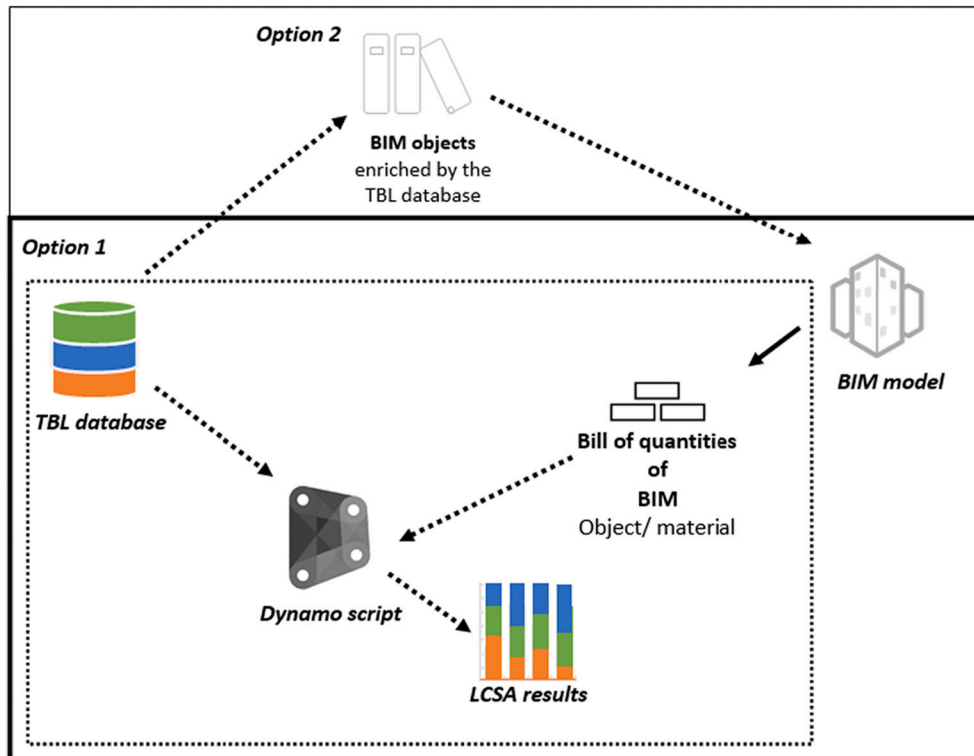 Option 2
BIM objects
enriched by the
TBL database
Option 1
TBL database
BIM model
Bill of quantities
of
BIM
Object/ material
Dynamo script
LCSA results